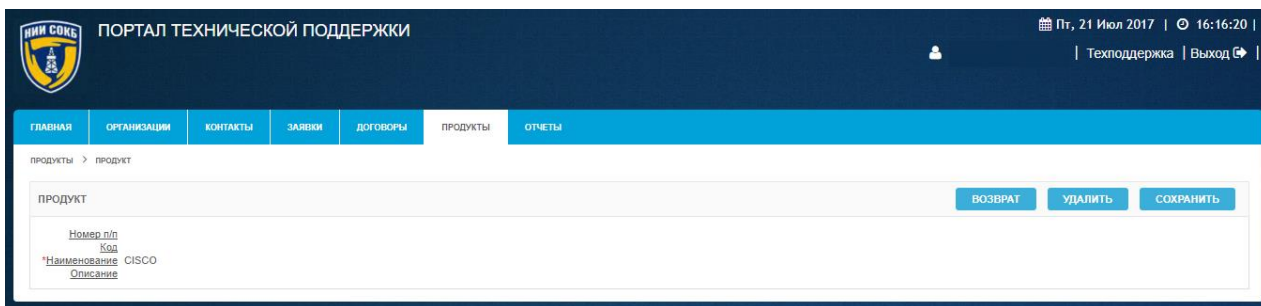 НИИ СОКБ
ПОРТАЛ ТЕХНИЧЕСКОЙ ПОДДЕРЖКИ
Пт, 21 Июл 2017 | 16:16:20 |
| Техподдержка | Выход |
ГЛАВНАЯ ОРГАНИЗАЦИИ КОНТАКТЫ ЗАЯВКИ ДОГОВОРЫ ПРОДУКТЫ ОТЧЕТЫ
ПРОДУКТЫ > ПРОДУКТ
ПРОДУКТ ВОЗВРАТ УДАЛИТЬ СОХРАНИТЬ
Номер п/п
Код
*Наименование CISCO
Описание